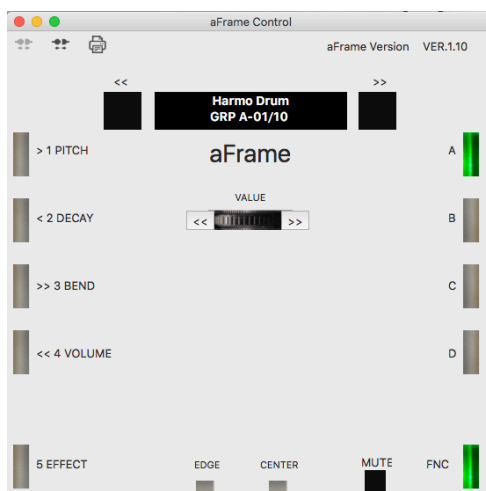 aFrame Control
aFrame Version VER.1.10
<< >>
Harmo Drum
GRP A-01/10
> 1 PITCH aFrame A
VALUE
< 2 DECAY << >> B
>> 3 BEND C
<< 4 VOLUME D
5 EFFECT EDGE CENTER MUTE FNC